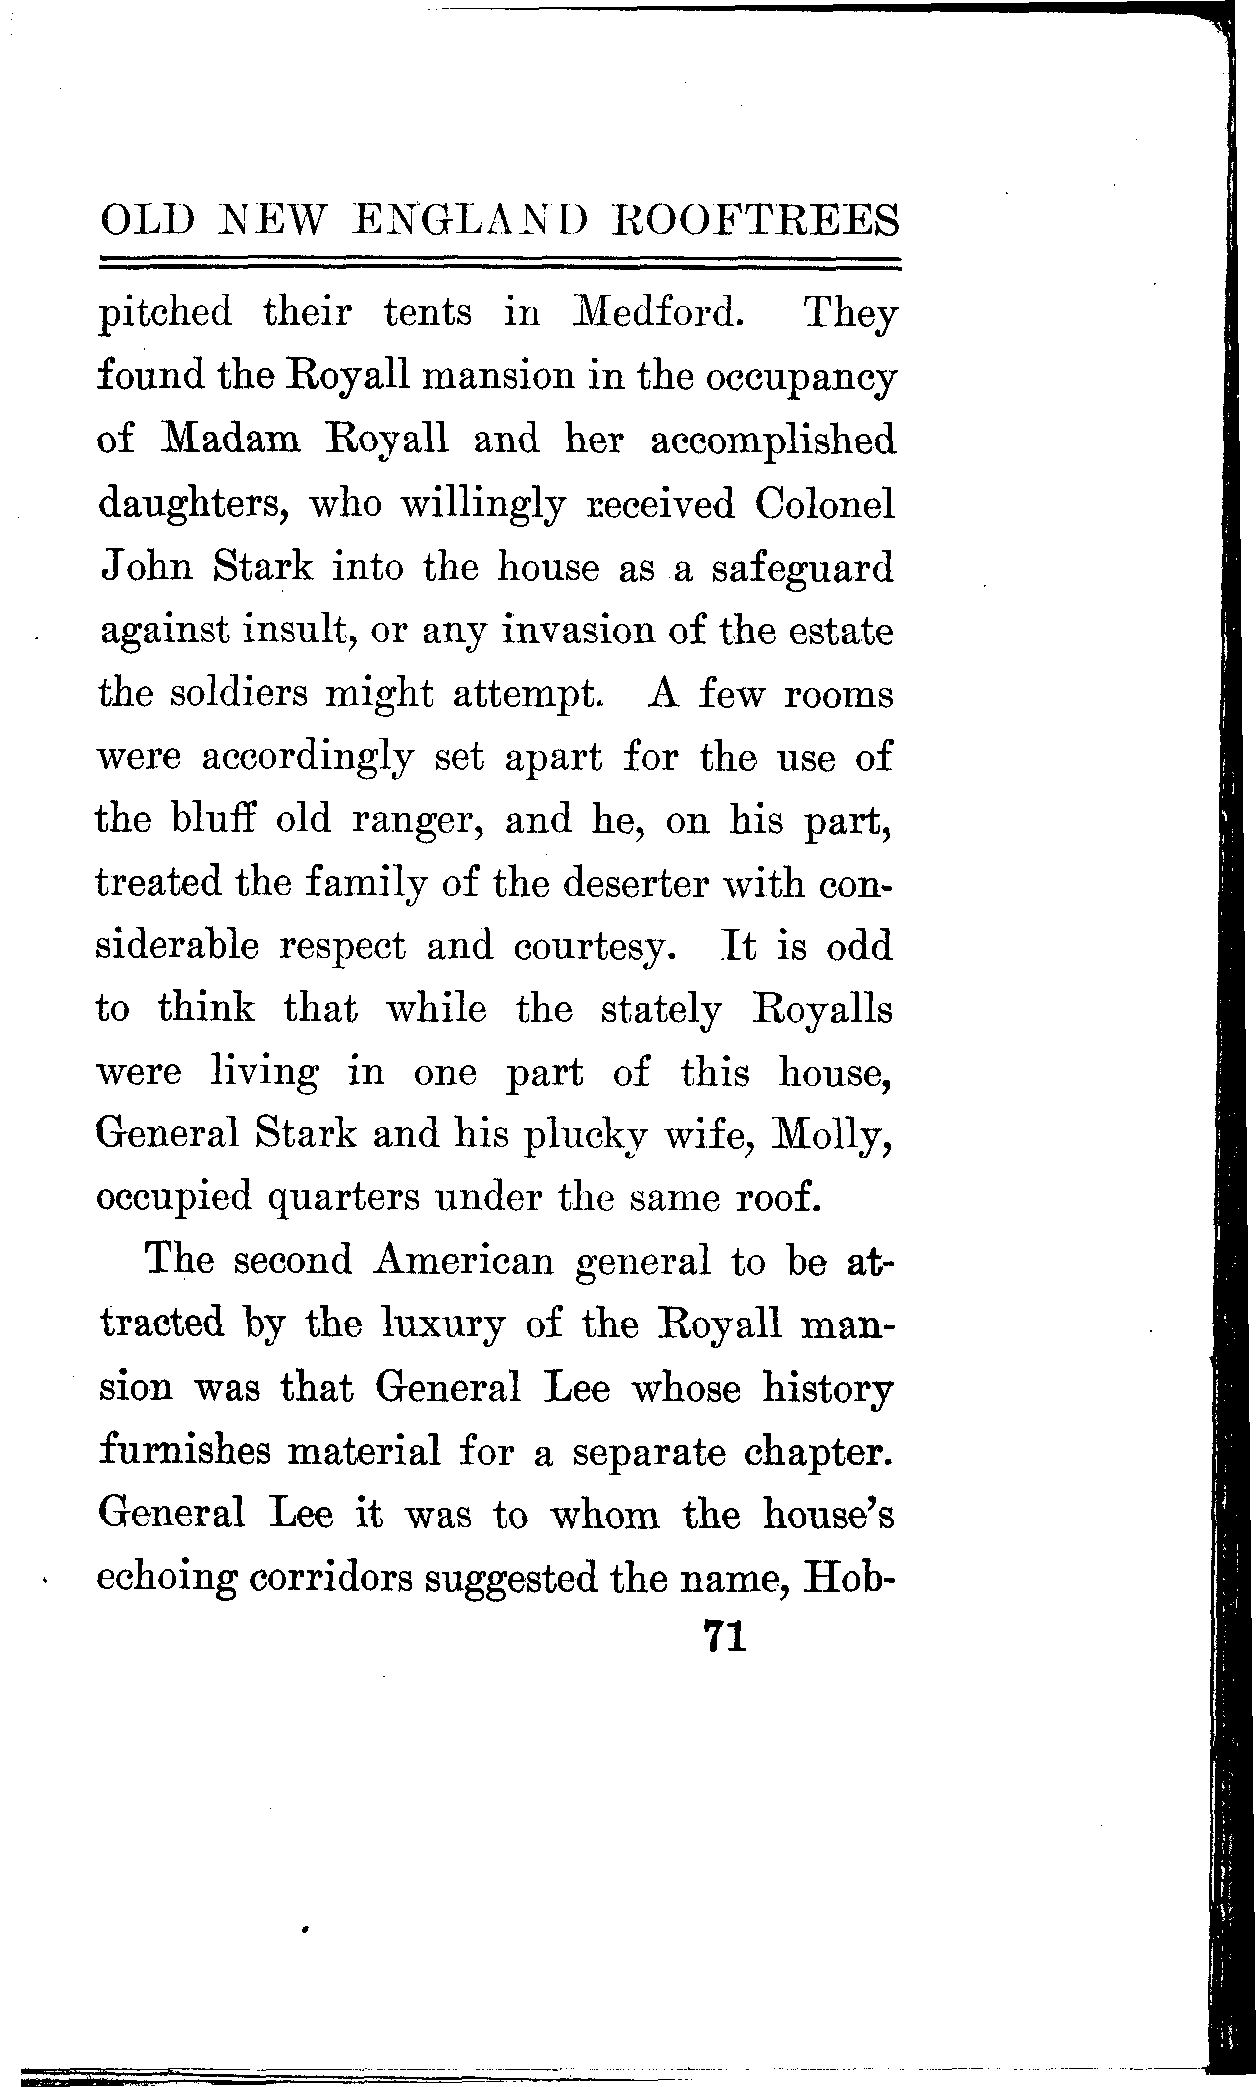 OLD NEW ENGLAND ROOFTREES
pitched their tents in Medford. They
found the Royall mansion in the occupancy
of Madam Royall and her accomplished
daughters, who willingly received Colonel
John Stark into the house as a safeguard
against insult, or any invasion of the estate
the soldiers might attempt. A few rooms
were accordingly set apart for the use of
the bluff old ranger, and he, on his part,
treated the family of the deserter with con-
siderable respect and courtesy. It is odd
to think that while the stately Royalls
were living in one part of this house,
General Stark and his plucky wife, Molly,
occupied quarters under the same roof.
The second American general to be at-
tracted by the luxury of the Royall man-
sion was that General Lee whose history
furnishes material for a separate chapter.
General Lee it was to whom the house's
echoing corridors suggested the name, Hob-
71